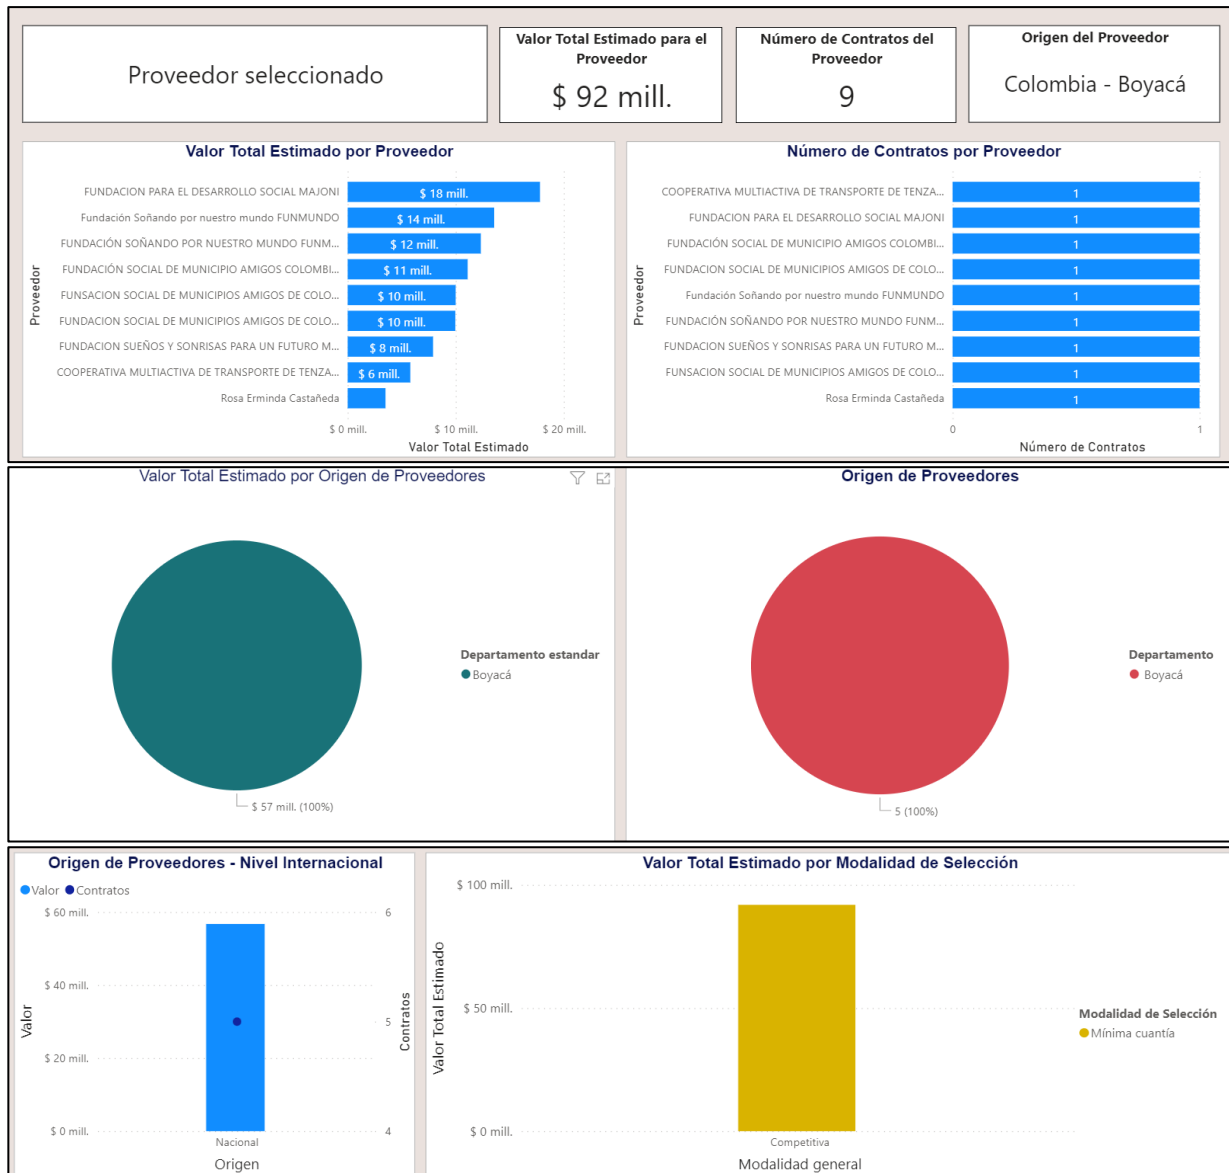 Proveedor seleccionado
Valor Total Estimado para el
Proveedor
$ 92 mill.
Número de Contratos del
Proveedor
9
Origen del Proveedor
Colombia - Boyacá
Valor Total Estimado por Proveedor
Proveedor
FUNDACION PARA EL DESARROLLO SOCIAL MAJONI
$ 18 mill.
Fundación Soñando por nuestro mundo FUNMUNDO
$ 14 mill.
FUNDACIÓN SOÑANDO POR NUESTRO MUNDO FUNM...
$ 12 mill.
FUNDACIÓN SOCIAL DE MUNICIPIO AMIGOS COLOMBI...
$ 11 mill.
FUNSACION SOCIAL DE MUNICIPIOS AMIGOS DE COLO...
$ 10 mill.
FUNDACION SOCIAL DE MUNICIPIOS AMIGOS DE COLO...
$ 10 mill.
FUNDACION SUEÑOS Y SONRISAS PARA UN FUTURO M...
$ 8 mill.
COOPERATIVA MULTIACTIVA DE TRANSPORTE DE TENZA...
$ 6 mill.
Rosa Erminda Castañeda
$ 0 mill.
$ 10 mill.
$ 20 mill.
Valor Total Estimado
Número de Contratos por Proveedor
Proveedor
COOPERATIVA MULTIACTIVA DE TRANSPORTE DE TENZA...
1
FUNDACION PARA EL DESARROLLO SOCIAL MAJONI
1
FUNDACIÓN SOCIAL DE MUNICIPIO AMIGOS COLOMBI...
1
FUNDACION SOCIAL DE MUNICIPIOS AMIGOS DE COLO...
1
Fundación Soñando por nuestro mundo FUNMUNDO
1
FUNDACIÓN SOÑANDO POR NUESTRO MUNDO FUNM...
1
FUNDACION SUEÑOS Y SONRISAS PARA UN FUTURO M...
1
FUNSACION SOCIAL DE MUNICIPIOS AMIGOS DE COLO...
1
Rosa Erminda Castañeda
1
0
1
Número de Contratos
Valor Total Estimado por Origen de Proveedores
Departamento estandar
Boyacá
$ 57 mill. (100%)
Origen de Proveedores
Departamento
Boyacá
5 (100%)
Origen de Proveedores - Nivel Internacional
Valor
Contratos
$ 60 mill.
$ 40 mill.
$ 20 mill.
$ 0 mill.
Valor
6
5
4
Contratos
Nacional
Origen
Valor Total Estimado por Modalidad de Selección
Valor Total Estimado
$ 100 mill.
$ 50 mill.
$ 0 mill.
Competitiva
Modalidad general
Modalidad de Selección
Mínima cuantía